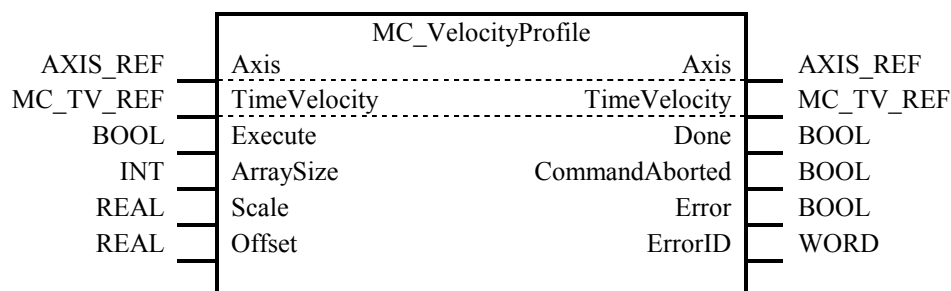 MC_VelocityProfile
AXIS_REF Axis Axis AXIS_REF
MC_TV_REF TimeVelocity TimeVelocity MC_TV_REF
BOOL Execute Done BOOL
INT ArraySize CommandAborted BOOL
REAL Scale Error BOOL
REAL Offset ErrorID WORD